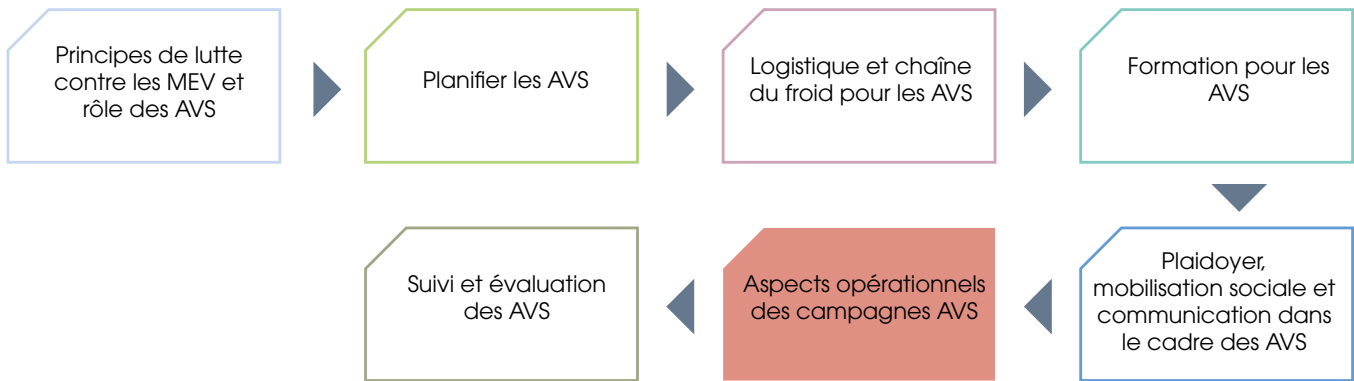 Principes de lutte
contre les MEV et
rôle des AVS
Planifier les AVS
Logistique et chaîne
du froid pour les AVS
Formation pour les
AVS
Plaidoyer,
mobilisation sociale et
communication dans
le cadre des AVS
Aspects opérationnels
des campagnes AVS
Suivi et évaluation
des AVS